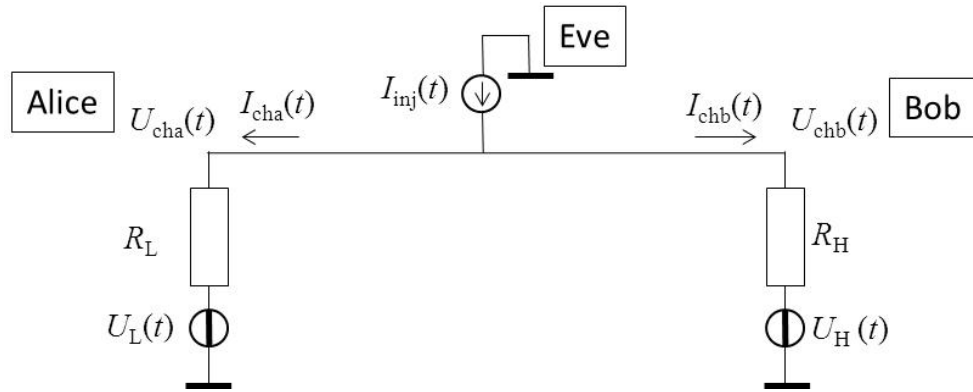 Eve
Alice
Bob
I_inj(t)
U_cha(t)
I_cha(t)
I_chb(t)
U_chb(t)
R_L
R_H
U_L(t)
U_H (t)